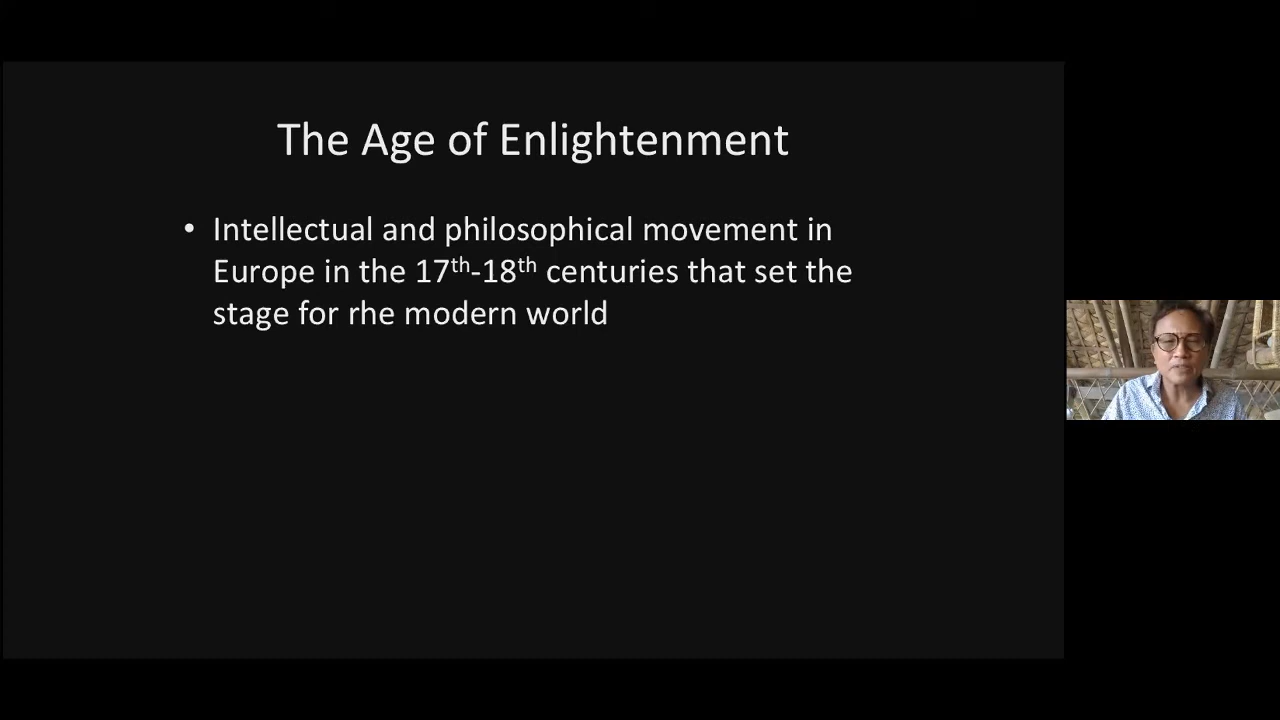 The Age of Enlightenment
• Intellectual and philosophical movement in
Europe in the 17th-18th centuries that set the
stage for rhe modern world